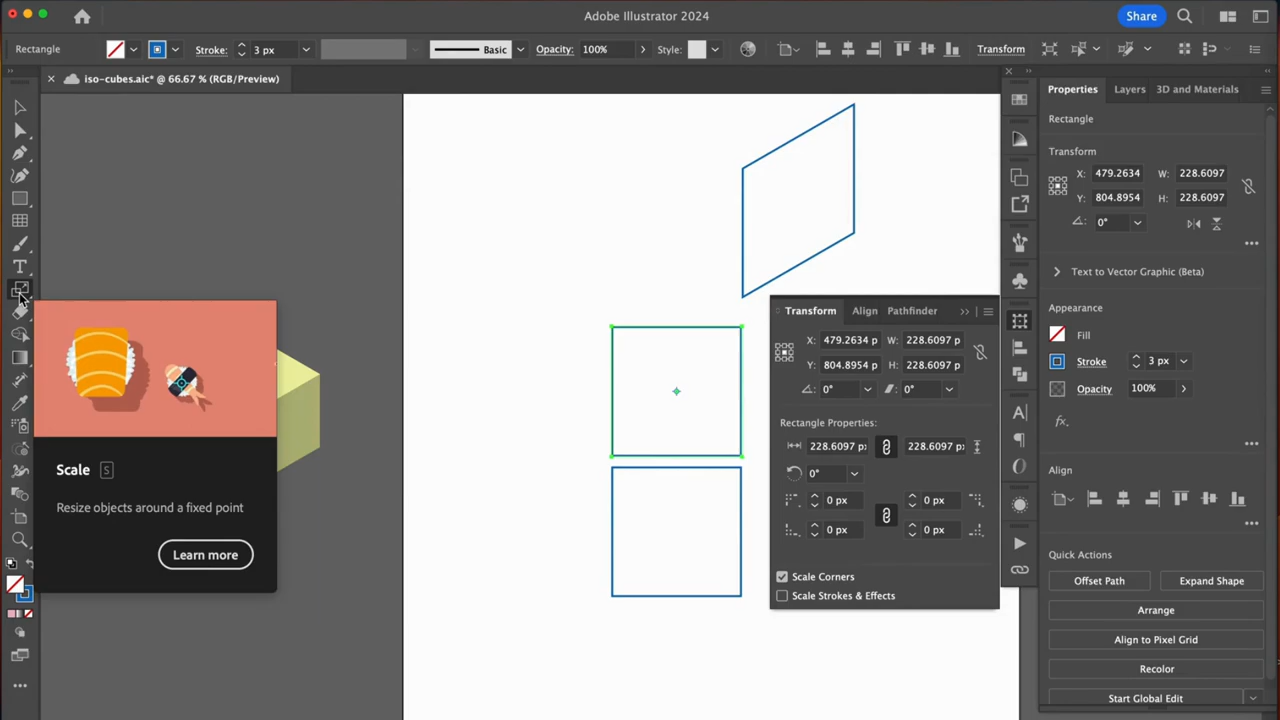 Adobe Illustrator 2024
Share
Rectangle
Stroke:
3 px
Basic
Opacity:
100%
Style:
Transform
iso-cubes.aic* @ 66.67 % (RGB/Preview)
Scale S
Resize objects around a fixed point
Learn more
Transform
Align
Pathfinder
X: 479.2634 p W: 228.6097 p
Y: 804.8954 p H: 228.6097 p
0° 0°
Rectangle Properties:
228.6097 px 228.6097 px
0°
0 px 0 px
0 px 0 px
Scale Corners
Scale Strokes & Effects
Properties
Layers
3D and Materials
Rectangle
Transform
X: 479.2634 W: 228.6097
Y: 804.8954 H: 228.6097
0°
Text to Vector Graphic (Beta)
Appearance
Fill
Stroke 3 px
Opacity 100%
fx.
Align
Quick Actions
Offset Path
Expand Shape
Arrange
Align to Pixel Grid
Recolor
Start Global Edit